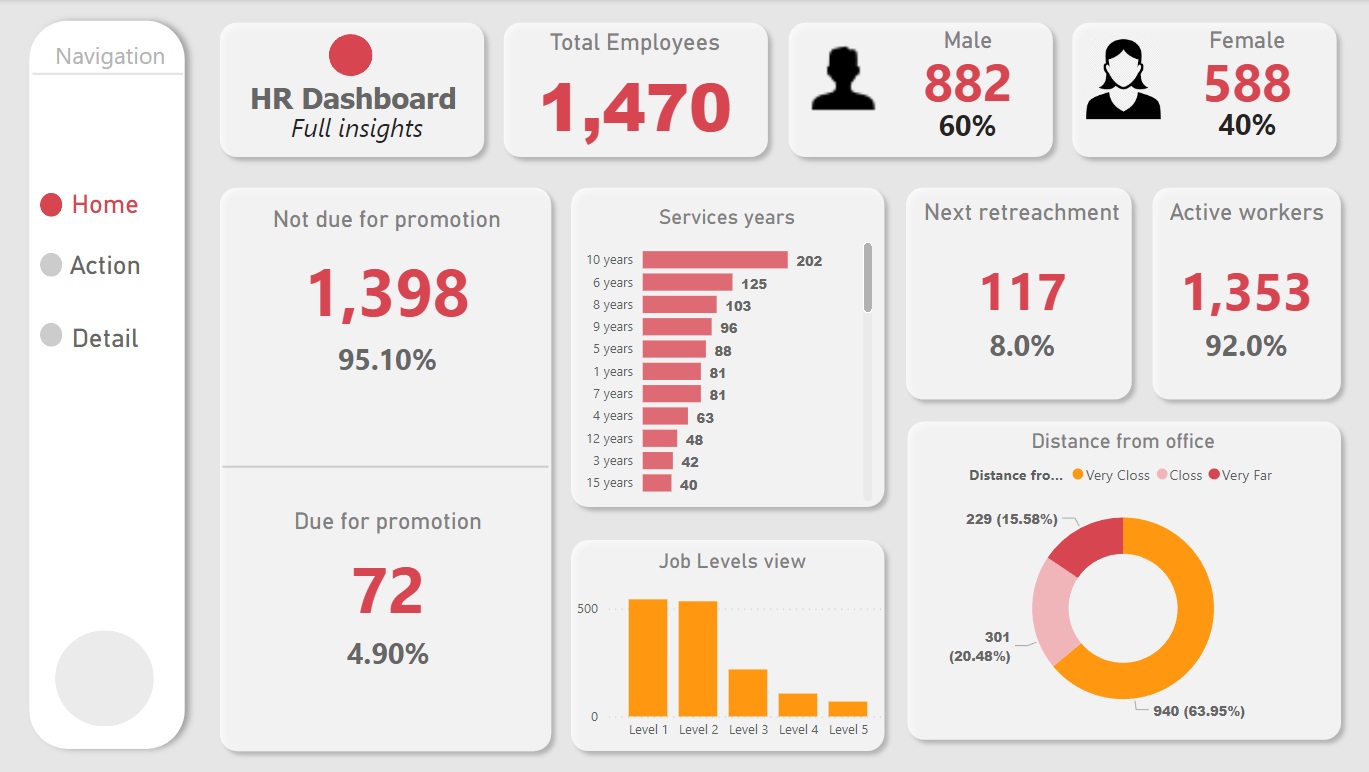 Navigation
Home
Action
Detail
HR Dashboard
Full insights
Total Employees
1,470
Male
882
60%
Female
588
40%
Not due for promotion
1,398
95.10%
Due for promotion
72
4.90%
Services years
10 years 202
6 years 125
8 years 103
9 years 96
5 years 88
1 years 81
7 years 81
4 years 63
12 years 48
3 years 42
15 years 40
Job Levels view
500
0
Level 1 Level 2 Level 3 Level 4 Level 5
Next retreachment
117
8.0%
Active workers
1,353
92.0%
Distance from office
Distance fro... Very Closs Closs Very Far
229 (15.58%)
301
(20.48%)
940 (63.95%)